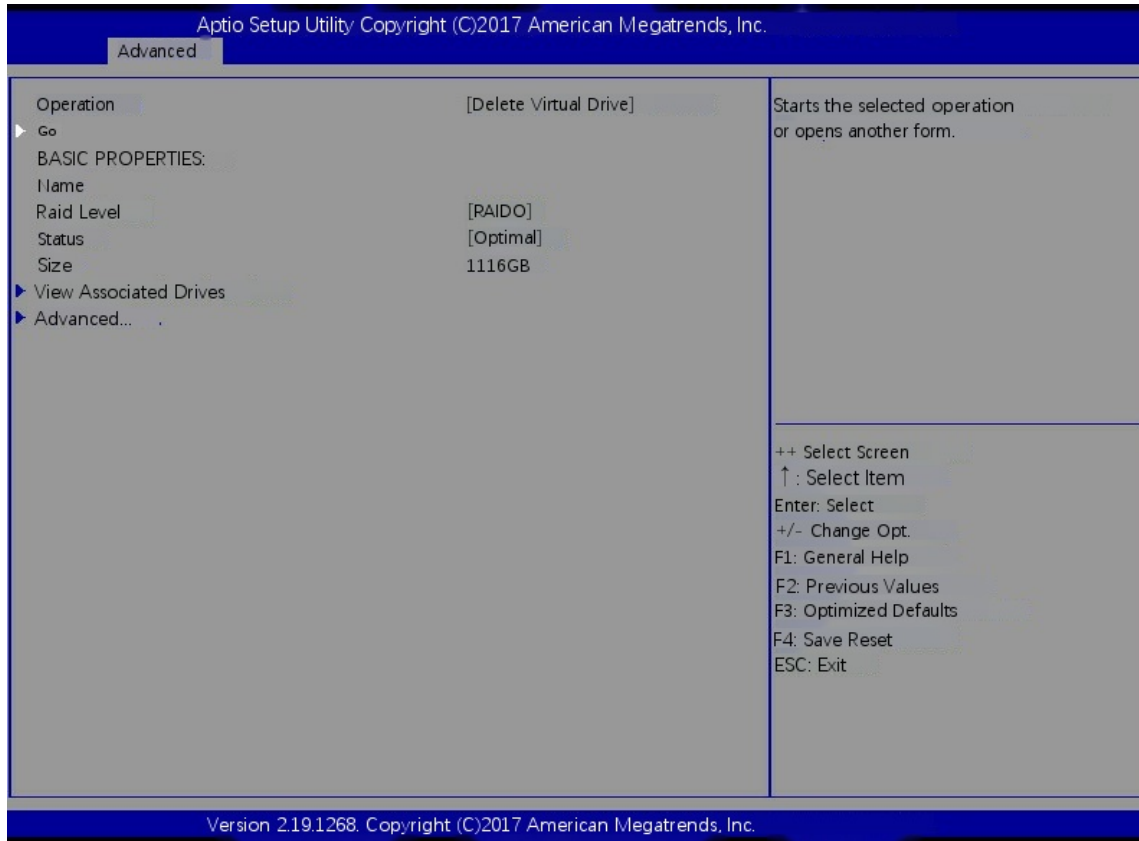 Aptio Setup Utility Copyright (C)2017 American Megatrends, Inc.
Advanced
Operation [Delete Virtual Drive]
Go
BASIC PROPERTIES:
Name
Raid Level [RAIDO]
Status [Optimal]
Size 1116GB
View Associated Drives
Advanced...
Starts the selected operation
or opens another form.
++ Select Screen
↑ : Select Item
Enter: Select
+/- Change Opt.
F1: General Help
F2: Previous Values
F3: Optimized Defaults
F4: Save Reset
ESC: Exit
Version 2.19.1268. Copyright (C)2017 American Megatrends, Inc.